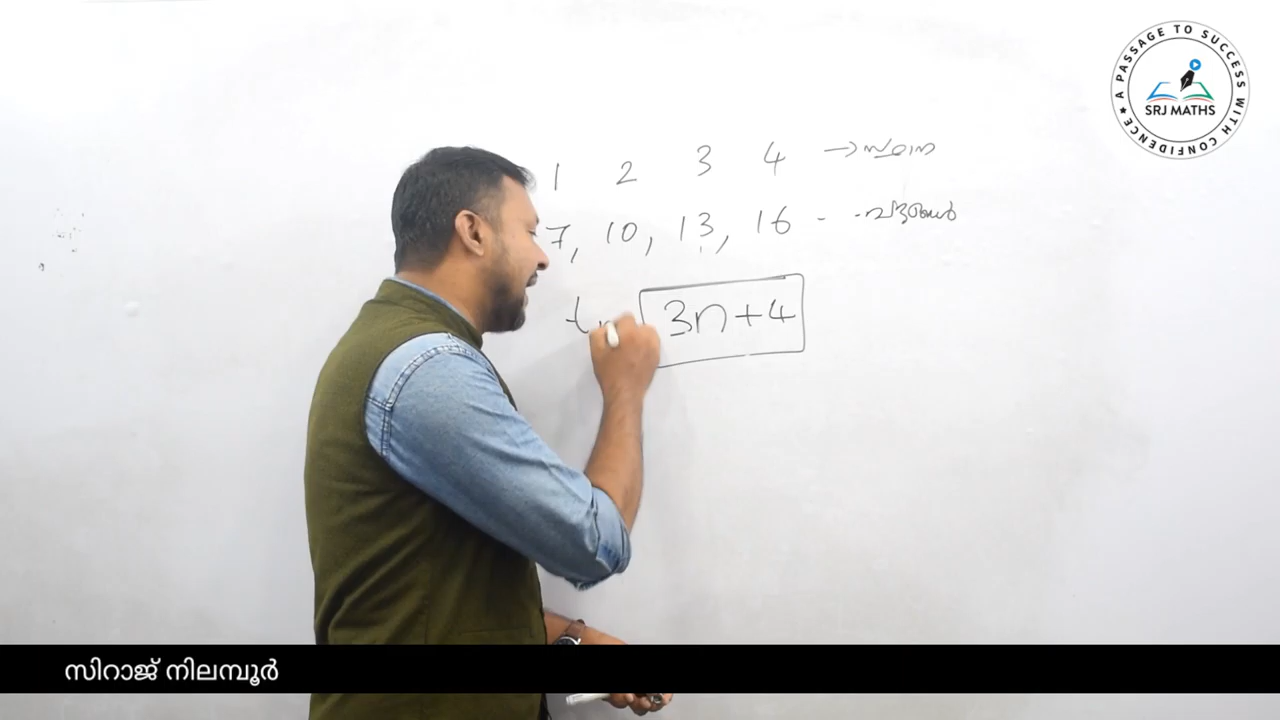 A PASSAGE TO SUCCESS WITH CONFIDENCE
SRJ MATHS
1 2 3 4 → സ്ഥാനം
7, 10, 13, 16 - - പദങ്ങൾ
tn 3n+4
സിറാജ് നിലമ്പൂർ